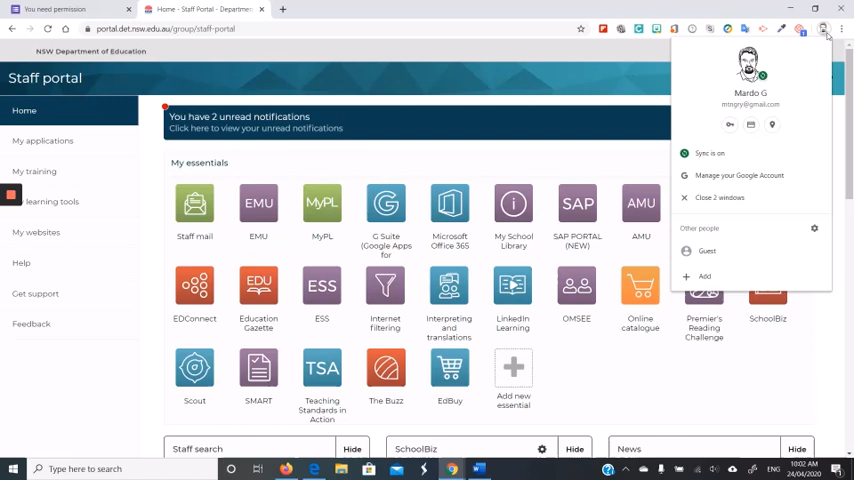 You need permission
Home - Staff Portal - Departmen
portal.det.nsw.edu.au/group/staff-portal
NSW Department of Education
Staff portal
Mardo G
mtngry@gmail.com
Sync is on
Manage your Google Account
Close 2 windows
Other people
Guest
Add
Home
My applications
My training
learning tools
My websites
Help
Get support
Feedback
You have 2 unread notifications
Click here to view your unread notifications
My essentials
EMU
MyPL
SAP
AMU
Staff mail
EMU
MyPL
G Suite
(Google Apps
for
Microsoft
Office 365
My School
Library
SAP PORTAL
(NEW)
AMU
EDU
ESS
EDConnect
Education
Gazette
ESS
Internet
filtering
Interpreting
and
translations
LinkedIn
Learning
OMSEE
Online
catalogue
Premier's
Reading
Challenge
SchoolBiz
TSA
Scout
SMART
Teaching
Standards in
Action
The Buzz
EdBuy
Add new
essential
Staff search
Hide
SchoolBiz
Hide
News
Hide
Type here to search
ENG
10:02 AM
24/04/2020